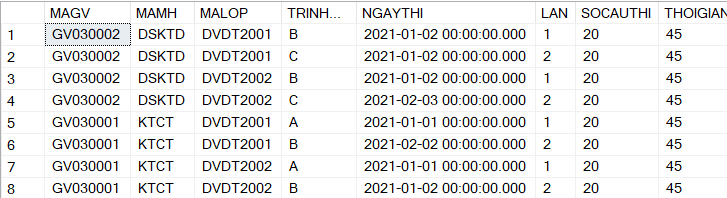 MAGV MAMH MALOP TRINH... NGAYTHI LAN SOCAUTHI THOIGIAN
1 GV030002 DSKTD DVDT2001 B 2021-01-02 00:00:00.000 1 20 45
2 GV030002 DSKTD DVDT2001 C 2021-01-02 00:00:00.000 2 20 45
3 GV030002 DSKTD DVDT2002 B 2021-01-02 00:00:00.000 1 20 45
4 GV030002 DSKTD DVDT2002 C 2021-02-03 00:00:00.000 2 20 45
5 GV030001 KTCT DVDT2001 A 2021-01-01 00:00:00.000 1 20 45
6 GV030001 KTCT DVDT2001 B 2021-02-02 00:00:00.000 2 20 45
7 GV030001 KTCT DVDT2002 A 2021-01-01 00:00:00.000 1 20 45
8 GV030001 KTCT DVDT2002 B 2021-01-02 00:00:00.000 2 20 45